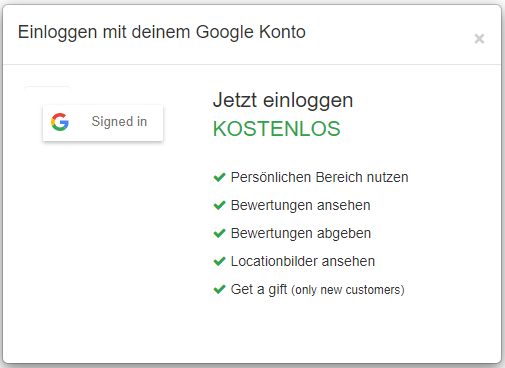 Einloggen mit deinem Google Konto
×
Signed in
Jetzt einloggen
KOSTENLOS
Persönlichen Bereich nutzen
Bewertungen ansehen
Bewertungen abgeben
Locationbilder ansehen
Get a gift (only new customers)